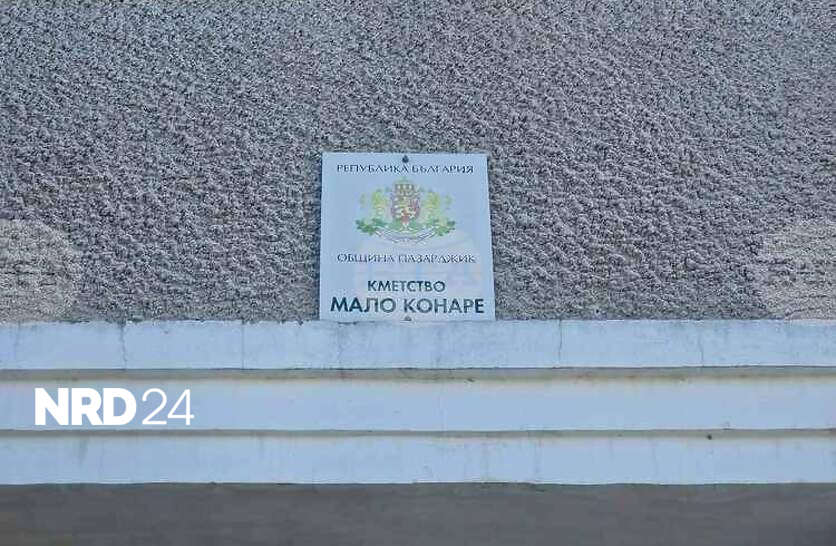 РЕПУБЛИКА БЪЛГАРИЯ
ОБЩИНА ПАЗАРДЖИК
КМЕТСТВО
МАЛО КОНАРЕ
NRD24